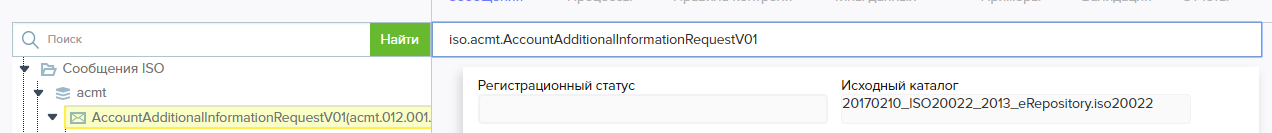 Поиск
Найти
Сообщения ISO
acmt
AccountAdditionalInformationRequestV01(acmt.012.001.
iso.acmt.AccountAdditionalInformationRequestV01
Регистрационный статус
Исходный каталог
20170210_ISO20022_2013_eRepository.iso20022